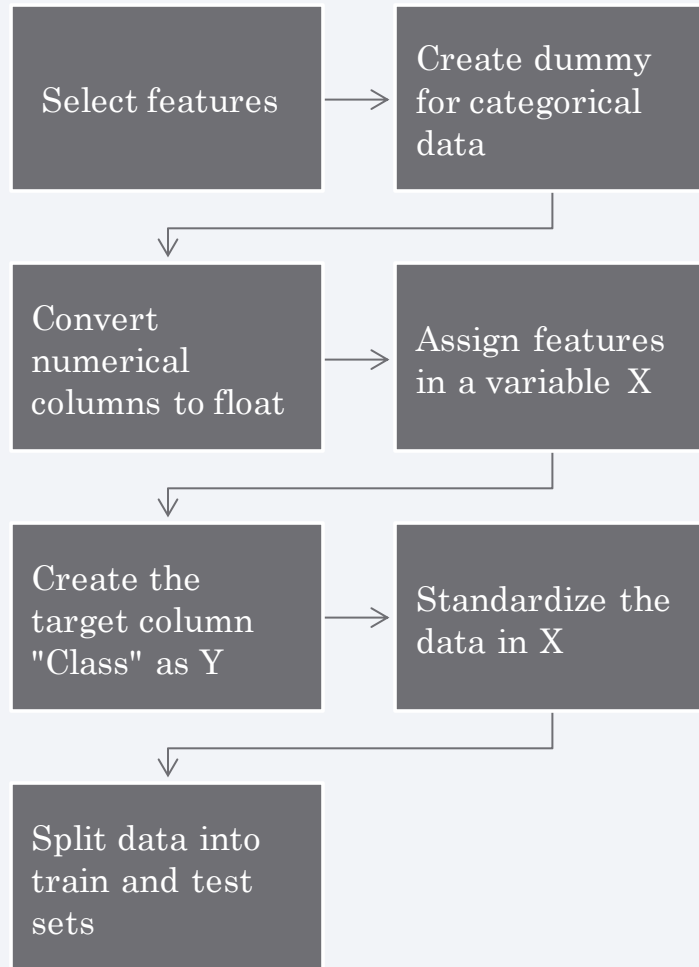 Select features
Create dummy
for categorical
data
Convert
numerical
columns to float
Assign features
in a variable X
Create the
target column
"Class" as Y
Standardize the
data in X
Split data into
train and test
sets